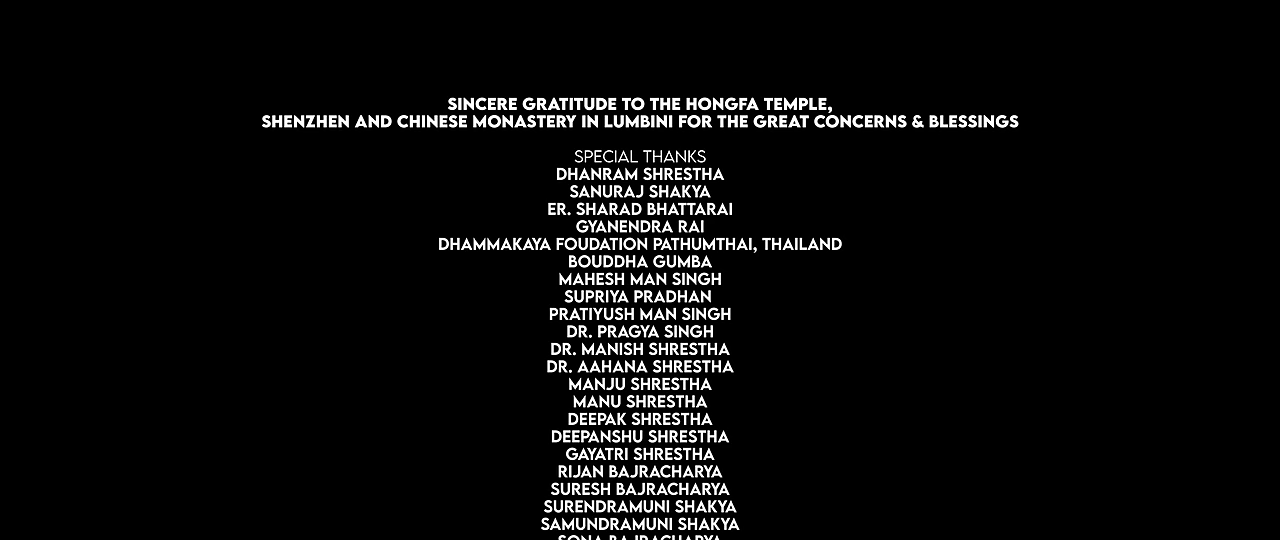 SINCERE GRATITUDE TO THE HONGFA TEMPLE,
SHENZHEN AND CHINESE MONASTERY IN LUMBINI FOR THE GREAT CONCERNS & BLESSINGS
SPECIAL THANKS
DHANRAM SHRESTHA
SANURAJ SHAKYA
ER. SHARAD BHATTARAI
GYANENDRA RAI
DHAMMAKAYA FOUDATION PATHUMTHAI, THAILAND
BOUDDHA GUMBA
MAHESH MAN SINGH
SUPRIYA PRADHAN
PRATIYUSH MAN SINGH
DR. PRAGYA SINGH
DR. MANISH SHRESTHA
DR. AAHANA SHRESTHA
MANJU SHRESTHA
MANU SHRESTHA
DEEPAK SHRESTHA
DEEPANSHU SHRESTHA
GAYATRI SHRESTHA
RIJAN BAJRACHARYA
SURESH BAJRACHARYA
SURENDRAMUNI SHAKYA
SAMUNDRAMUNI SHAKYA
SONA BAJRACHARYA